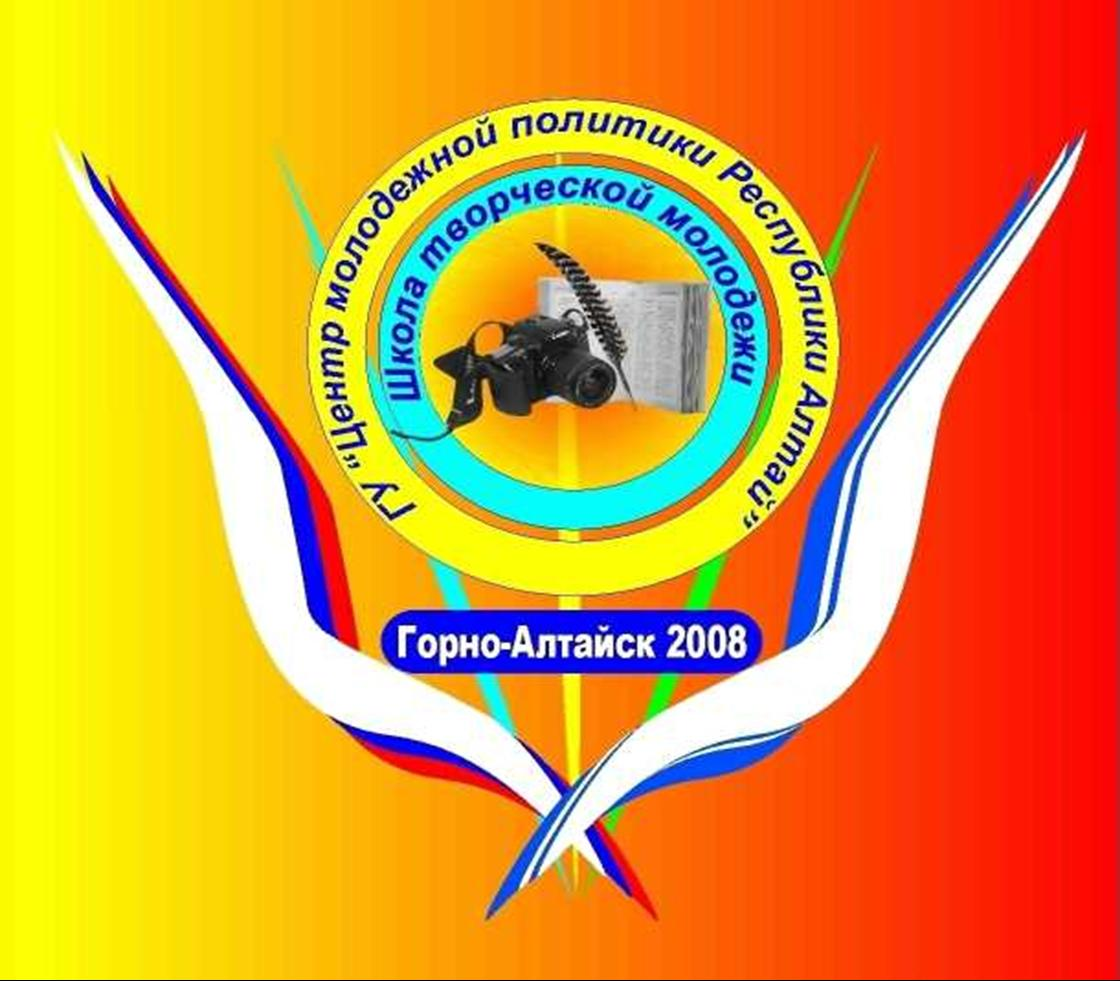 ГУ "Центр молодежной политики Республики Алтай"
Школа творческой молодежи
Горно-Алтайск 2008